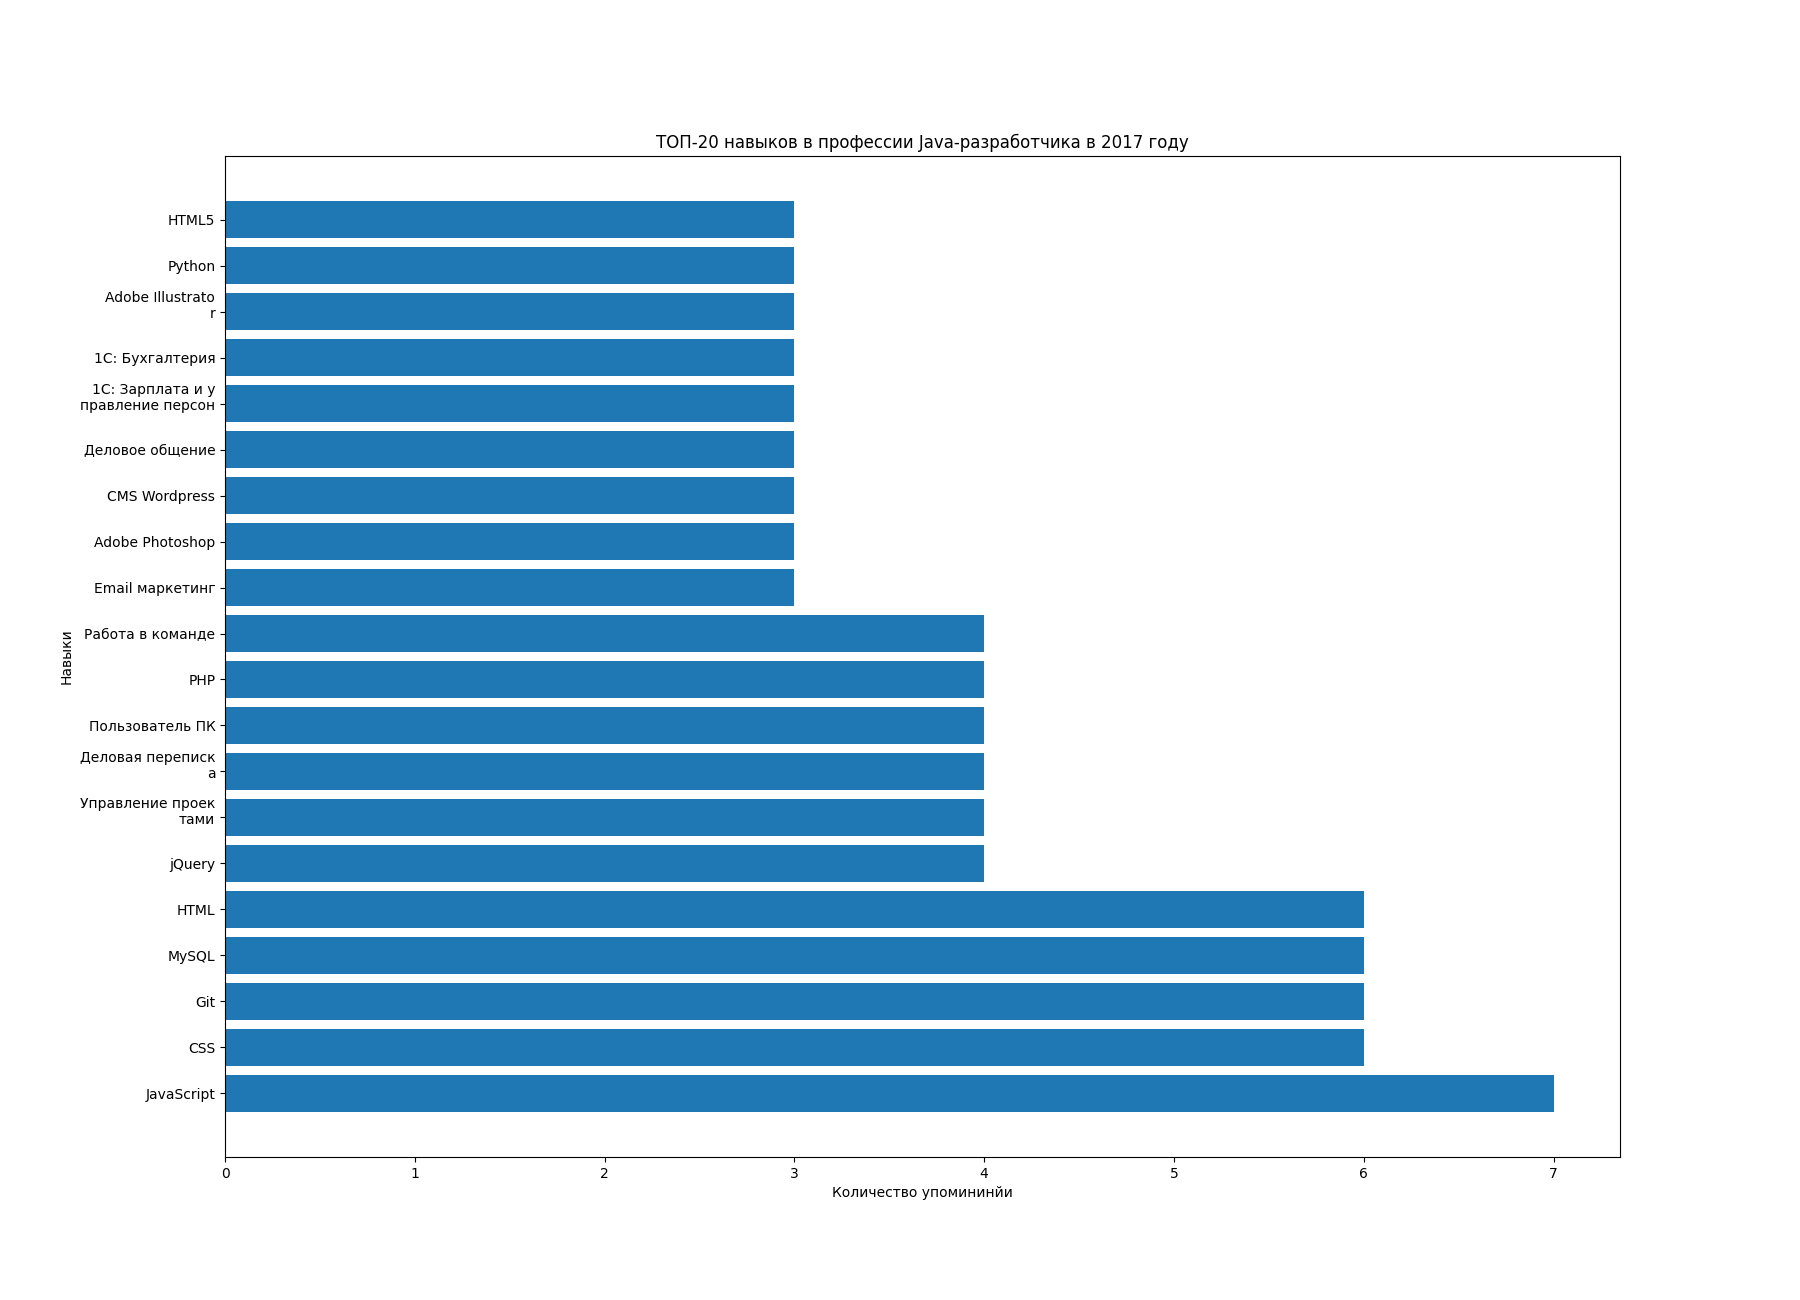 ТОП-20 навыков в профессии Java-разработчика в 2017 году
HTML5
Python
Adobe Illustrato
r
1С: Бухгалтерия
1С: Зарплата и у
правление персон
Деловое общение
CMS Wordpress
Adobe Photoshop
Email маркетинг
Работа в команде
PHP
Пользователь ПК
Деловая переписк
а
Управление проек
тами
jQuery
HTML
MySQL
Git
CSS
JavaScript
Навыки
0 1 2 3 4 5 6 7
Количество упомининйи